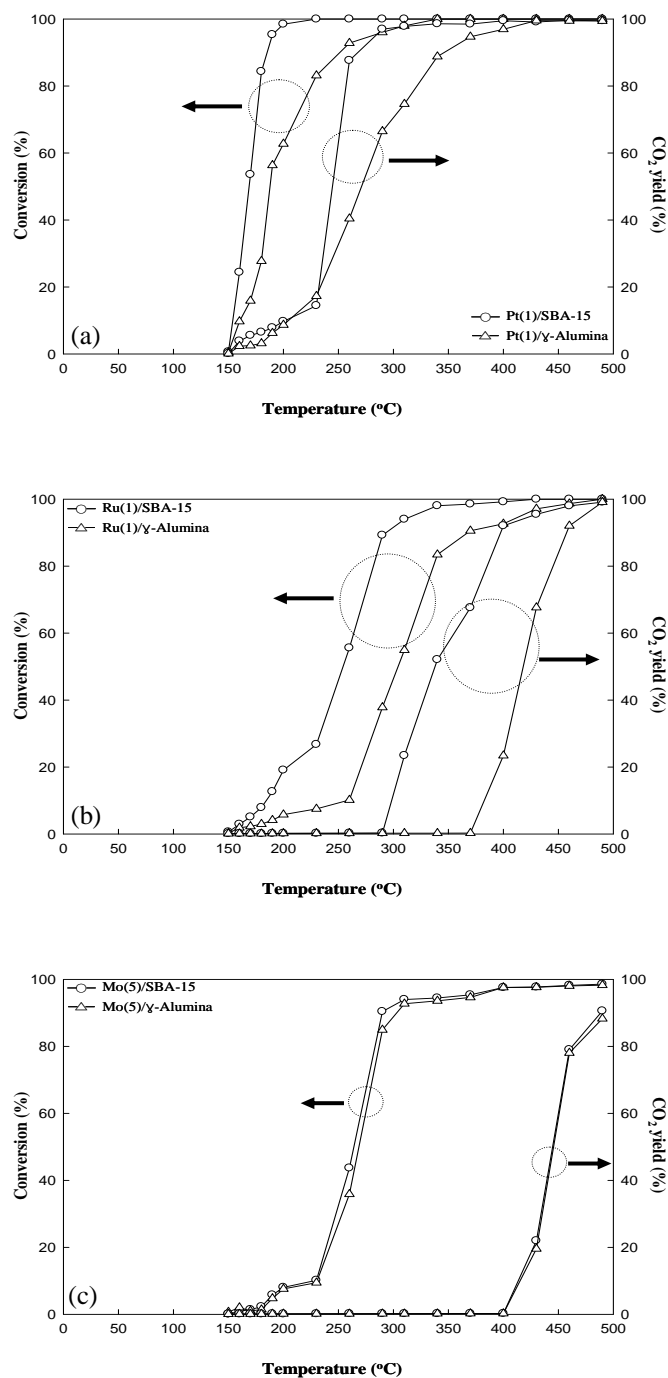 100
80
60
40
20
0
Conversion (%)
100
80
60
40
20
0
CO2 yield (%)
(a)
Pt(1)/SBA-15
Pt(1)/ɣ-Alumina
0 50 100 150 200 250 300 350 400 450 500
Temperature (oC)
100
80
60
40
20
0
Conversion (%)
Ru(1)/SBA-15
Ru(1)/ɣ-Alumina
100
80
60
40
20
0
CO2 yield (%)
(b)
0 50 100 150 200 250 300 350 400 450 500
Temperature (oC)
100
80
60
40
20
0
Conversion (%)
Mo(5)/SBA-15
Mo(5)/ɣ-Alumina
100
80
60
40
20
0
CO2 yield (%)
(c)
0 50 100 150 200 250 300 350 400 450 500
Temperature (oC)